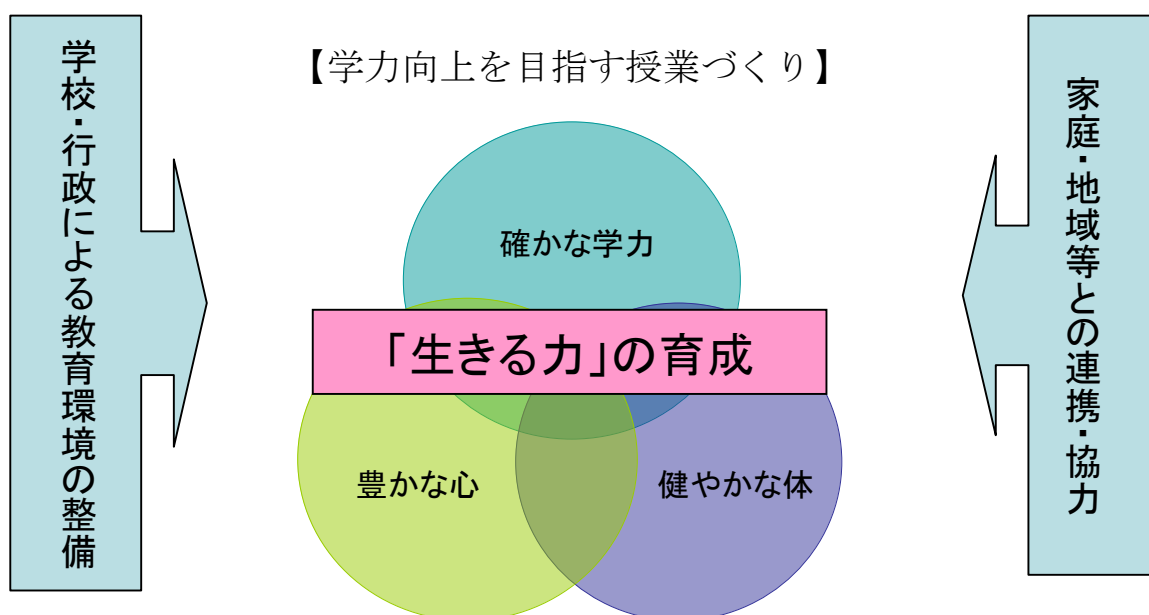 【学力向上を目指す授業づくり】
学校・行政による教育環境の整備
確かな学力
「生きる力」の育成
豊かな心
健やかな体
家庭・地域等との連携・協力